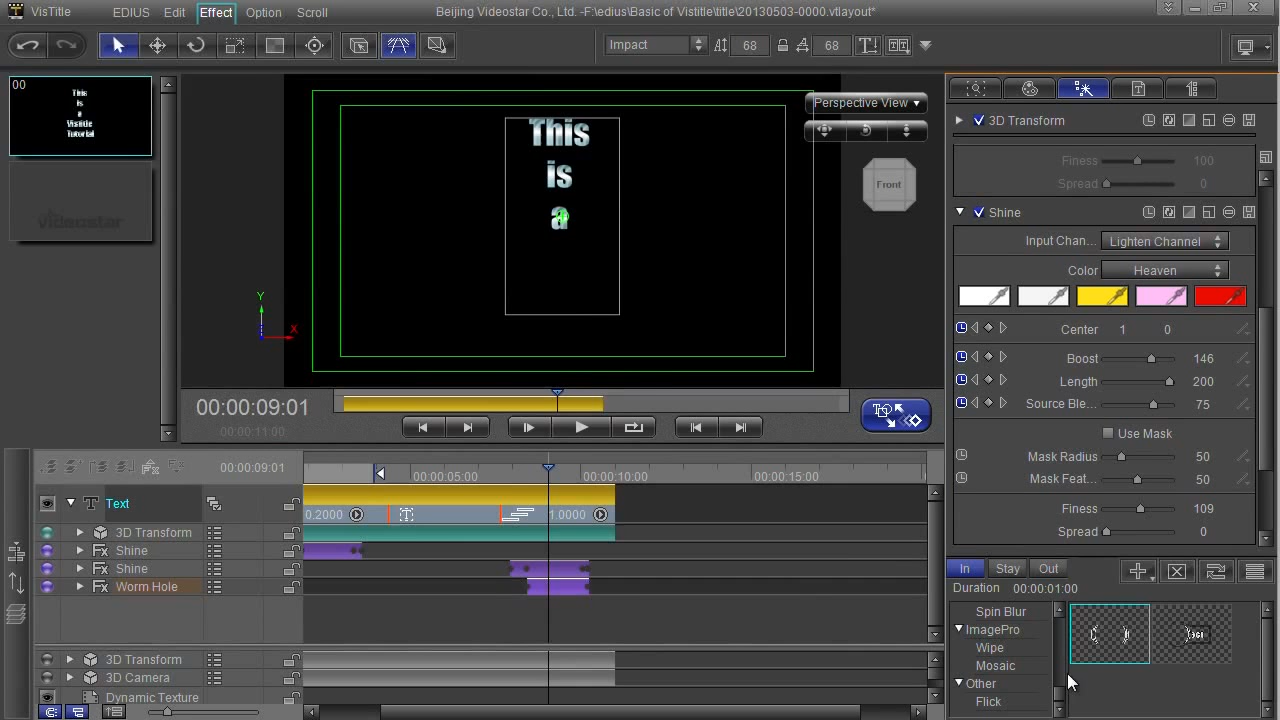 VisTitle EDIUS Edit Effect Option Scroll Beijing Videostar Co., Ltd. -F:\edius\Basic of Vistitle\title\20130503-0000.vtlayout*
Impact 68 68
00
This
is
a
Vistitle
Tutorial
videostar
This
is
a
Perspective View
Front
Y
X
3D Transform
Finess 100
Spread 0
Shine
Input Chan... Lighten Channel
Color Heaven
Center 1 0
Boost 146
Length 200
Source Ble... 75
Use Mask
Mask Radius 50
Mask Feat... 50
Finess 109
Spread 0
00:00:09:01
00:00:11:00
00:00:09:01 00:00:05:00 00:00:10:00 00:00:15:00
Text
0.2000 1.0000
3D Transform
Fx Shine
Fx Shine
Fx Worm Hole
3D Transform
3D Camera
Dynamic Texture
In Stay Out
Duration 00:00:01:00
Spin Blur
ImagePro
Wipe
Mosaic
Other
Flick